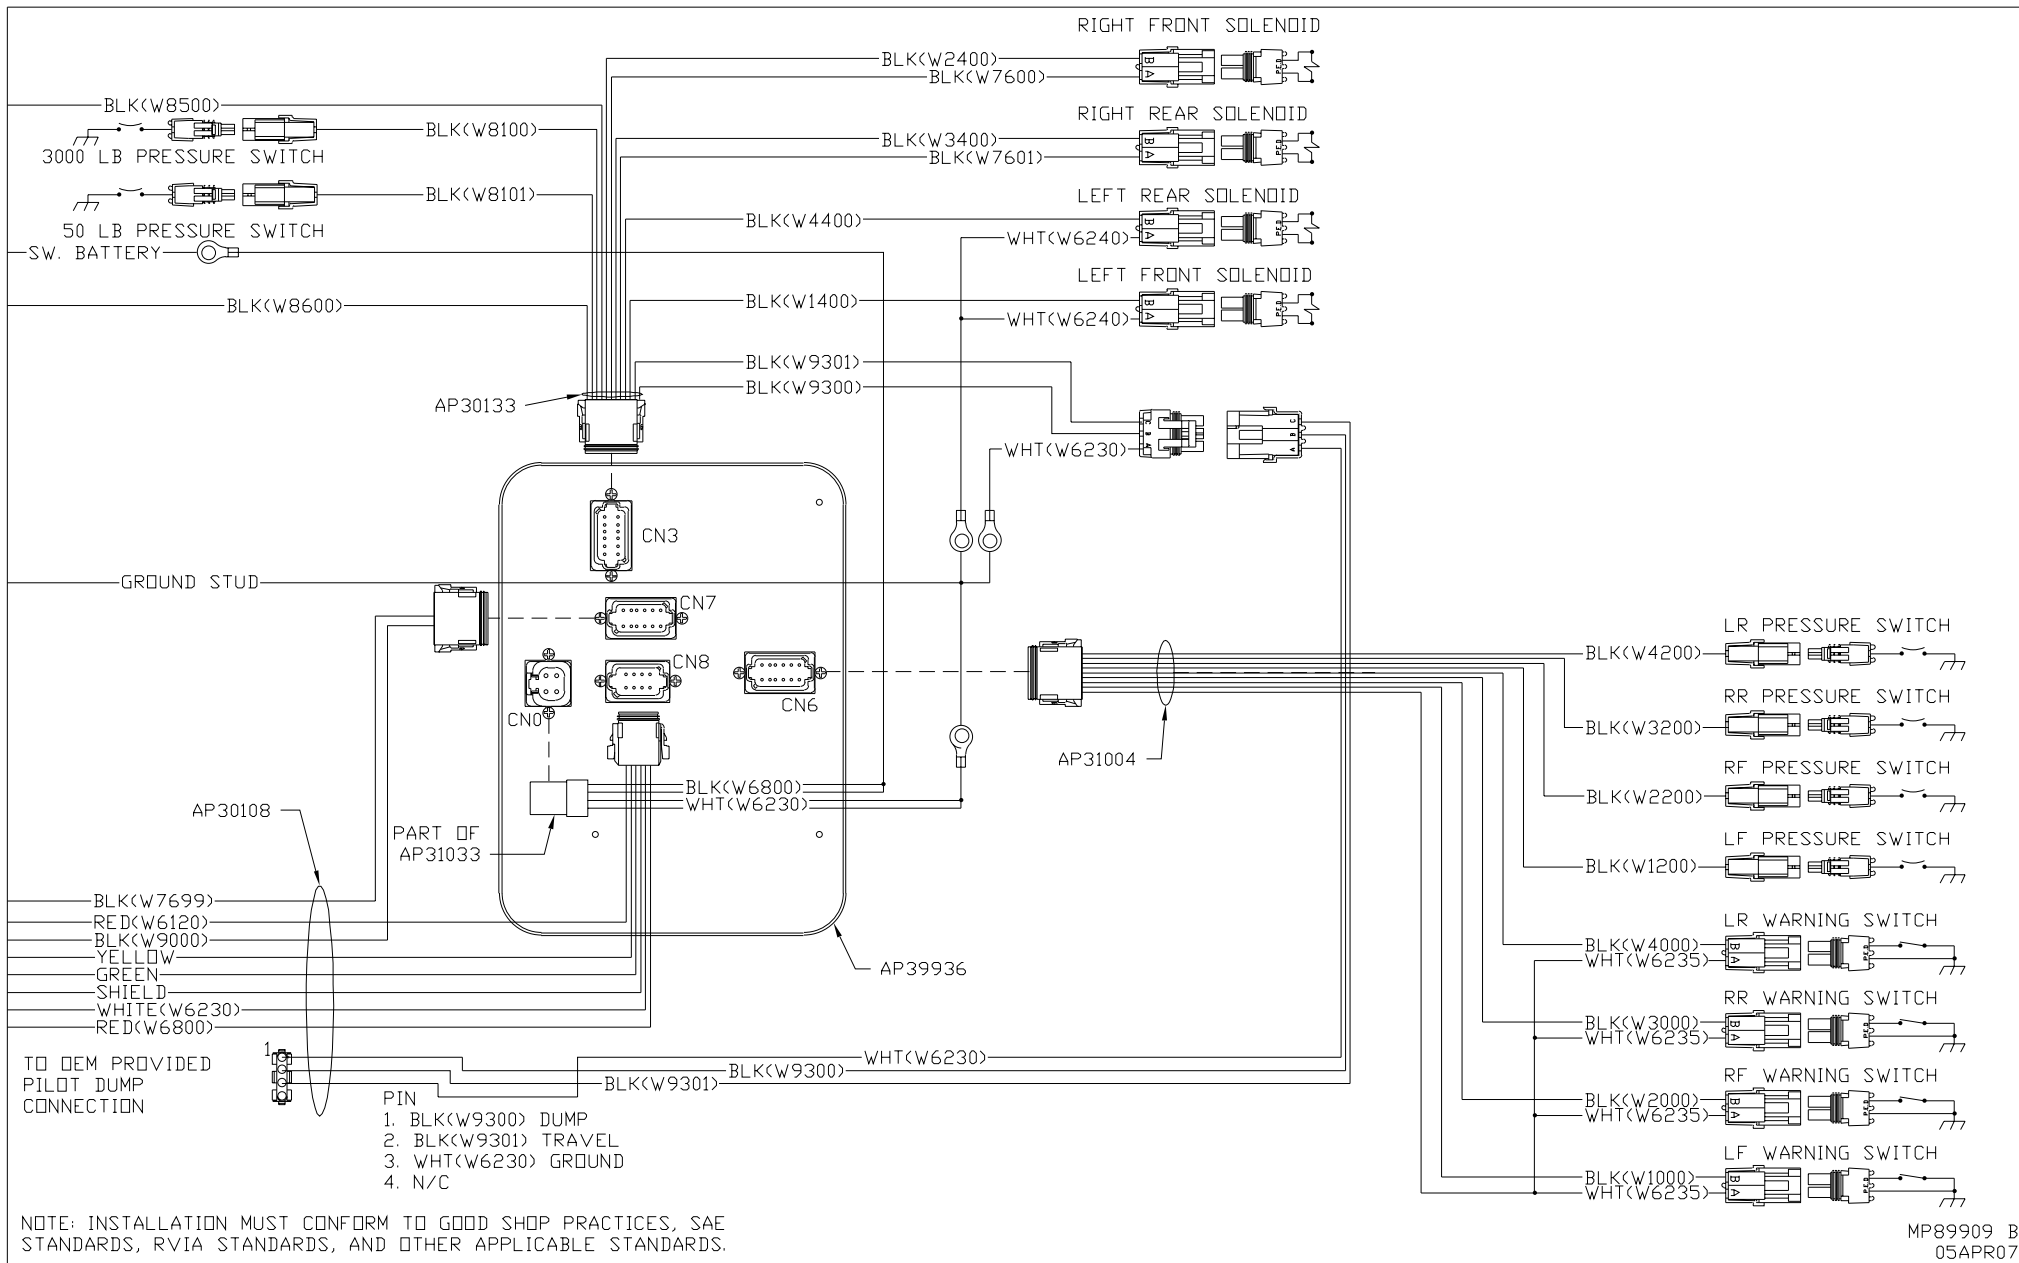 RIGHT FRONT SOLENOID
BLK(W2400)
BLK(W7600)
B
A
PED
BLK(W8500)
RIGHT REAR SOLENOID
BLK(W8100)
3000 LB PRESSURE SWITCH
BLK(W3400)
BLK(W7601)
B
A
PED
BLK(W8101)
50 LB PRESSURE SWITCH
LEFT REAR SOLENOID
BLK(W4400)
WHT(W6240)
B
A
PED
SW. BATTERY
LEFT FRONT SOLENOID
BLK(W8600)
BLK(W1400)
WHT(W6240)
B
A
PED
BLK(W9301)
BLK(W9300)
AP30133
WHT(W6230)
C
B
A
C
B
A
CN3
GROUND STUD
CN7
CN8
CN6
CN0
LR PRESSURE SWITCH
BLK(W4200)
RR PRESSURE SWITCH
BLK(W3200)
AP31004
RF PRESSURE SWITCH
BLK(W2200)
BLK(W6800)
WHT(W6230)
AP30108
PART OF
AP31033
LF PRESSURE SWITCH
BLK(W1200)
BLK(W7699)
RED(W6120)
BLK(W9000)
YELLOW
GREEN
SHIELD
WHITE(W6230)
RED(W6800)
AP39936
LR WARNING SWITCH
BLK(W4000)
WHT(W6235)
B
A
PED
RR WARNING SWITCH
BLK(W3000)
WHT(W6235)
B
A
PED
TO OEM PROVIDED
PILOT DUMP
CONNECTION
1
WHT(W6230)
BLK(W9300)
BLK(W9301)
RF WARNING SWITCH
BLK(W2000)
WHT(W6235)
B
A
PED
PIN
1. BLK(W9300) DUMP
2. BLK(W9301) TRAVEL
3. WHT(W6230) GROUND
4. N/C
LF WARNING SWITCH
BLK(W1000)
WHT(W6235)
B
A
PED
NOTE: INSTALLATION MUST CONFORM TO GOOD SHOP PRACTICES, SAE
STANDARDS, RVIA STANDARDS, AND OTHER APPLICABLE STANDARDS.
MP89909 B
05APR07